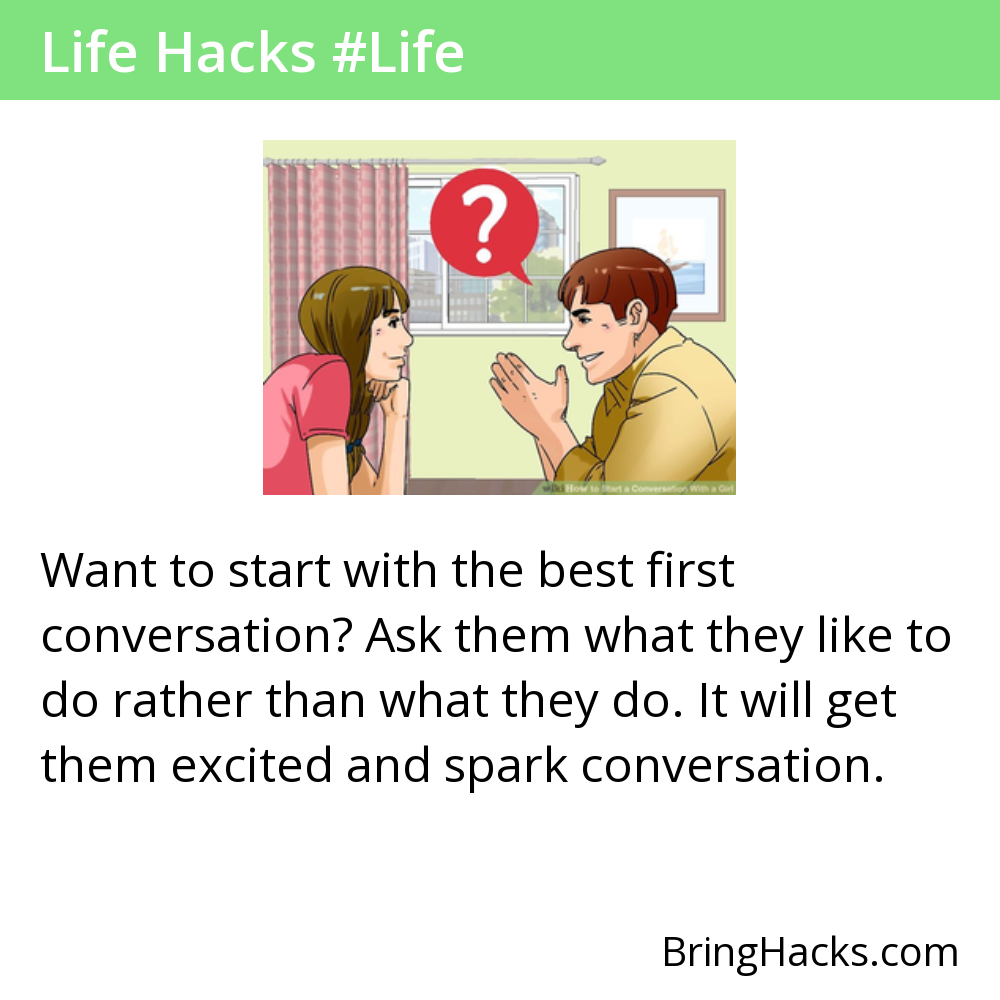 Life Hacks #Life
?
wiki How to Start a Conversation With a Girl
Want to start with the best first
conversation? Ask them what they like to
do rather than what they do. It will get
them excited and spark conversation.
BringHacks.com